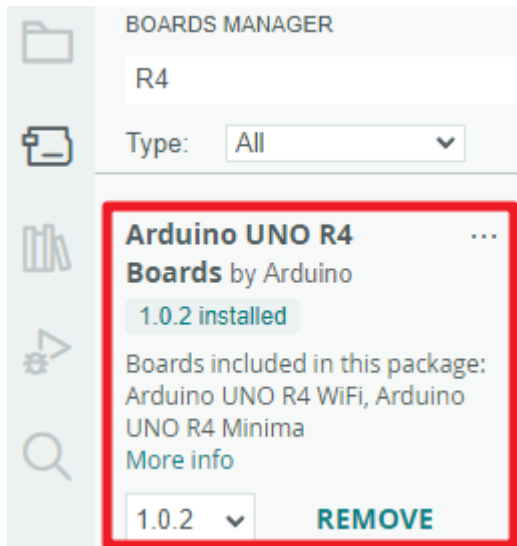 BOARDS MANAGER
R4
Type: All
Arduino UNO R4 ...
Boards by Arduino
1.0.2 installed
Boards included in this package:
Arduino UNO R4 WiFi, Arduino
UNO R4 Minima
More info
1.0.2 REMOVE